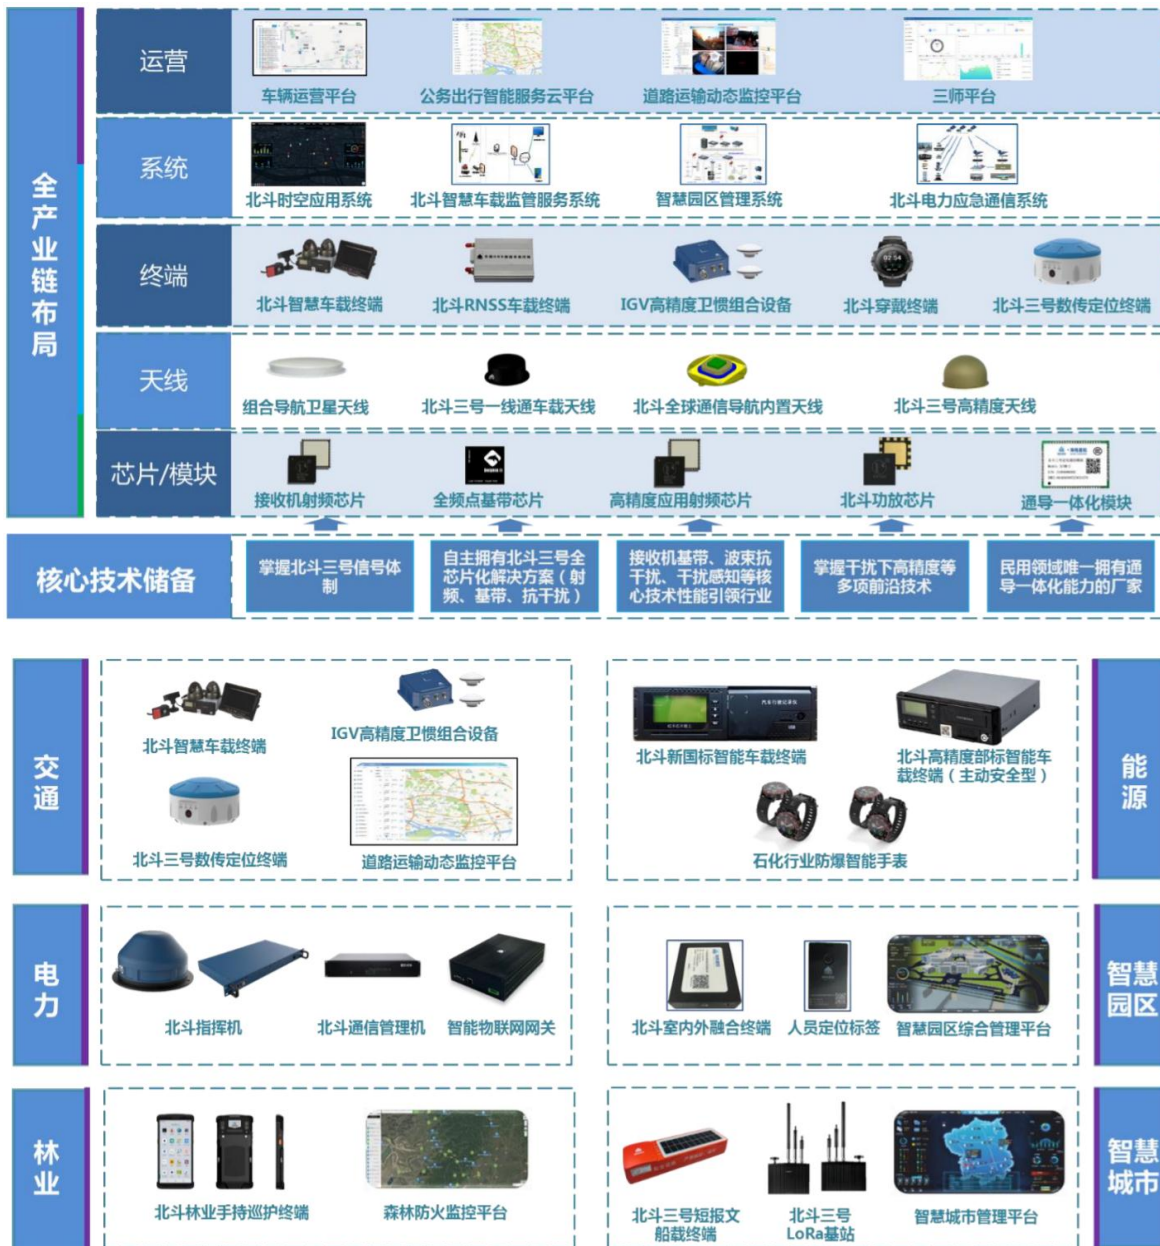 全产业链布局
运营
车辆运营平台
公务出行智能服务云平台
道路运输动态监控平台
三师平台
系统
北斗时空应用系统
北斗智慧车载监管服务系统
智慧园区管理系统
北斗电力应急通信系统
终端
北斗智慧车载终端
北斗RNSS车载终端
IGV高精度卫惯组合设备
北斗穿戴终端
北斗三号数传定位终端
天线
组合导航卫星天线
北斗三号一线通车载天线
北斗全球通信导航内置天线
北斗三号高精度天线
芯片/模块
接收机射频芯片
全频点基带芯片
高精度应用射频芯片
北斗功放芯片
通导一体化模块
核心技术储备
掌握北斗三号信号体
制
自主拥有北斗三号全
芯片化解决方案（射
频、基带、抗干扰）
接收机基带、波束抗
干扰、干扰感知等核
心技术性能引领行业
掌握干扰下高精度等
多项前沿技术
民用领域唯一拥有通
导一体化能力的厂家
交通
北斗智慧车载终端
IGV高精度卫惯组合设备
北斗三号数传定位终端
道路运输动态监控平台
能源
汽车行驶记录仪
北斗新国标智能车载终端
北斗高精度部标智能车
载终端（主动安全型）
石化行业防爆智能手表
电力
北斗指挥机
北斗通信管理机
智能物联网网关
智慧
园区
北斗室内外融合终端
人员定位标签
智慧园区综合管理平台
林业
北斗林业手持巡护终端
森林防火监控平台
智慧
城市
北斗三号短报文
船载终端
北斗三号
LoRa基站
智慧城市管理平台